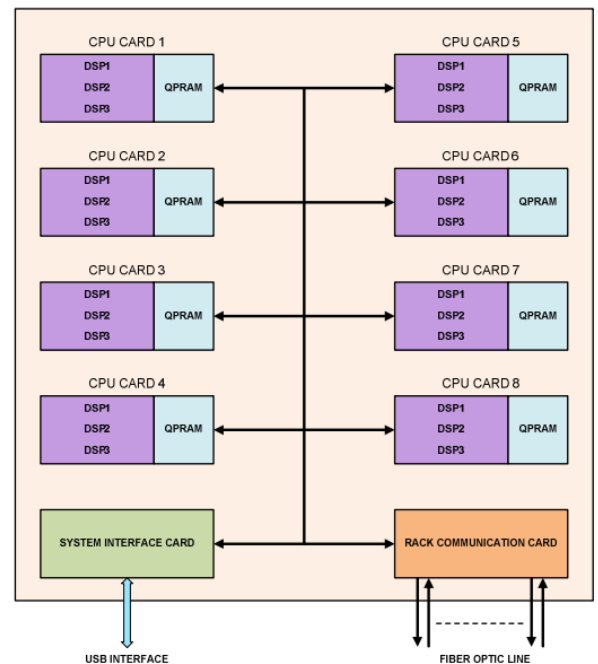 CPU CARD 1
DSP1
DSP2
DSP3
QPRAM
CPU CARD 5
DSP1
DSP2
DSP3
QPRAM
CPU CARD 2
DSP1
DSP2
DSP3
QPRAM
CPU CARD 6
DSP1
DSP2
DSP3
QPRAM
CPU CARD 3
DSP1
DSP2
DSP3
QPRAM
CPU CARD 7
DSP1
DSP2
DSP3
QPRAM
CPU CARD 4
DSP1
DSP2
DSP3
QPRAM
CPU CARD 8
DSP1
DSP2
DSP3
QPRAM
SYSTEM INTERFACE CARD
RACK COMMUNICATION CARD
USB INTERFACE
FIBER OPTIC LINE